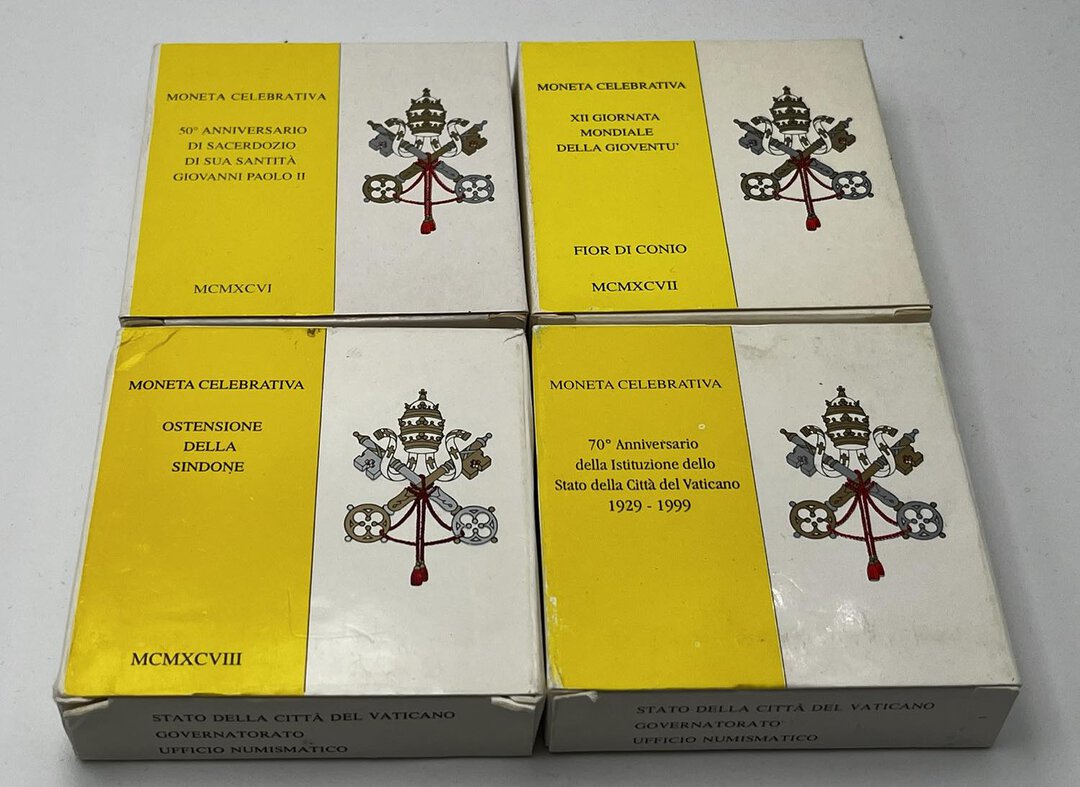 MONETA CELEBRATIVA
50° ANNIVERSARIO
DI SACERDOZIO
DI SUA SANTITÀ
GIOVANNI PAOLO II
MCMXCVI
MONETA CELEBRATIVA
XII GIORNATA
MONDIALE
DELLA GIOVENTU'
FIOR DI CONIO
MCMXCVII
MONETA CELEBRATIVA
OSTENSIONE
DELLA
SINDONE
MCMXCVIII
STATO DELLA CITTÀ DEL VATICANO
GOVERNATORATO
UFFICIO NUMISMATICO
MONETA CELEBRATIVA
70° Anniversario
della Istituzione dello
Stato della Città del Vaticano
1929 - 1999
STATO DELLA CITTÀ DEL VATICANO
GOVERNATORATO
UFFICIO NUMISMATICO